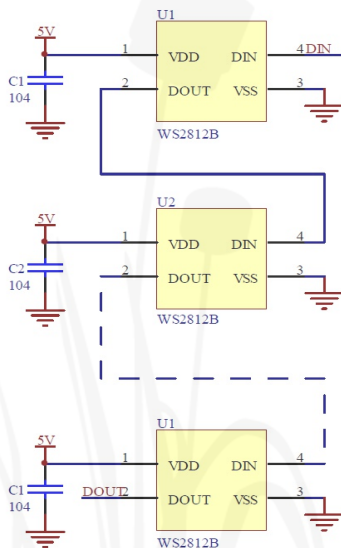 U1
5V
1 VDD DIN 4 DIN
C1
104
2 DOUT VSS 3
WS2812B
U2
5V
1 VDD DIN 4
C2
104
2 DOUT VSS 3
WS2812B
U1
5V
1 VDD DIN 4
C1
104
DOUT 2 DOUT VSS 3
WS2812B